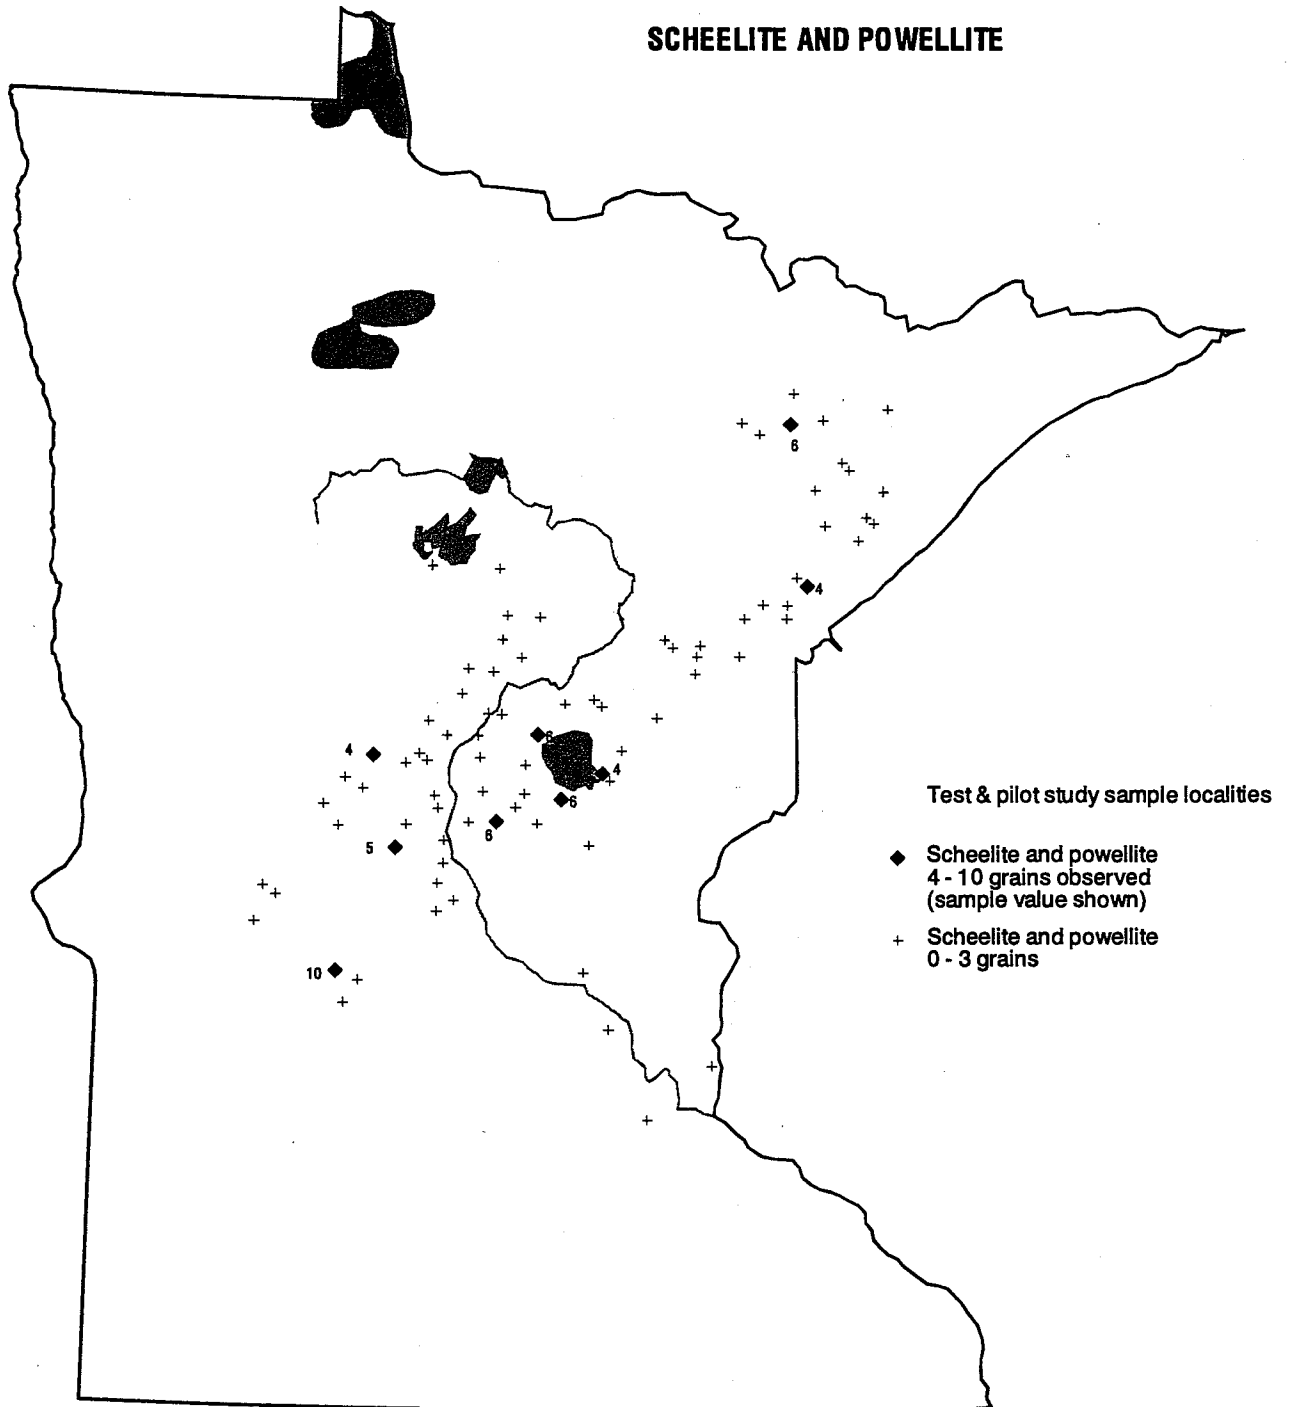 SCHEELITE AND POWELLITE
6
4
6
4
4
6
6
5
10
Test & pilot study sample localities
Scheelite and powellite
4 - 10 grains observed
(sample value shown)
Scheelite and powellite
0 - 3 grains